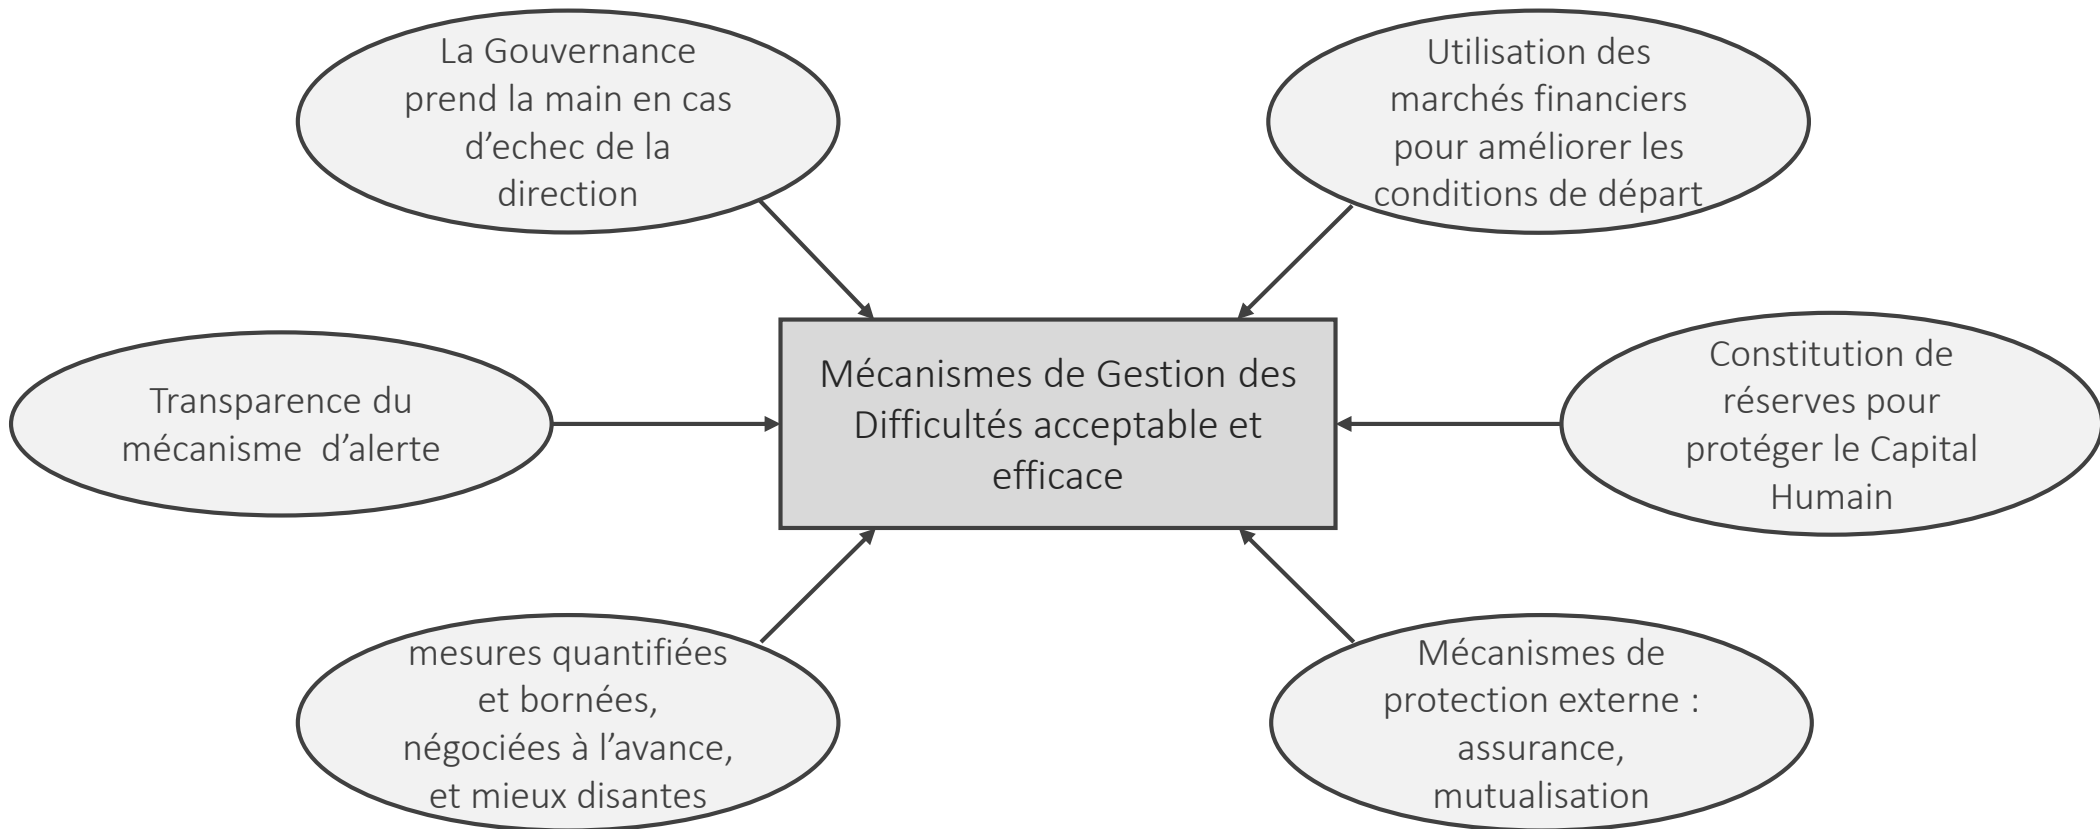 La Gouvernance
prend la main en cas
d’echec de la
direction
Utilisation des
marchés financiers
pour améliorer les
conditions de départ
Transparence du
mécanisme  d’alerte
Mécanismes de Gestion des
Difficultés acceptable et
efficace
Constitution de
réserves pour
protéger le Capital
Humain
mesures quantifiées
et bornées,
négociées à l’avance,
et mieux disantes
Mécanismes de
protection externe :
assurance,
mutualisation